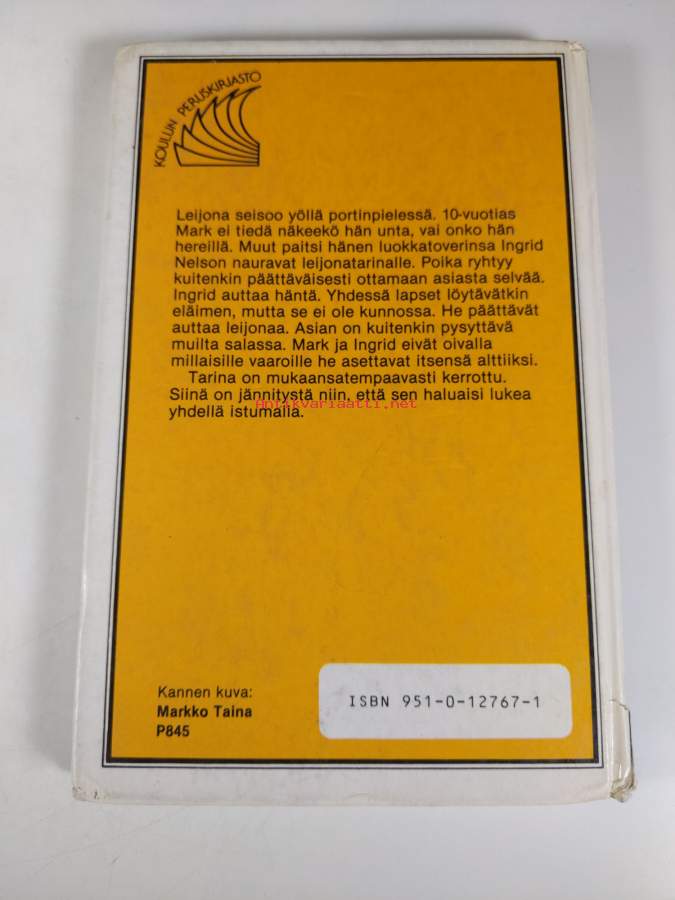 KOULUN PERUSKIRJASTO
Leijona seisoo yöllä portinpielessä. 10-vuotias
Mark ei tiedä näkeekö hän unta, vai onko hän
hereillä. Muut paitsi hänen luokkatoverinsa Ingrid
Nelson nauravat leijonatarinalle. Poika ryhtyy
kuitenkin päättäväisesti ottamaan asiasta selvää.
Ingrid auttaa häntä. Yhdessä lapset löytävätkin
eläimen, mutta se ei ole kunnossa. He päättävät
auttaa leijonaa. Asian on kuitenkin pysyttävä
muilta salassa. Mark ja Ingrid eivät oivalla
millaisille vaaroille he asettavat itsensä alttiiksi.
Tarina on mukaansatempaavasti kerrottu.
Siinä on jännitystä niin, että sen haluaisi lukea
Antikvariaatti.net
yhdellä istumalla.
Kannen kuva:
Markko Taina
P845
ISBN 951-0-12767-1